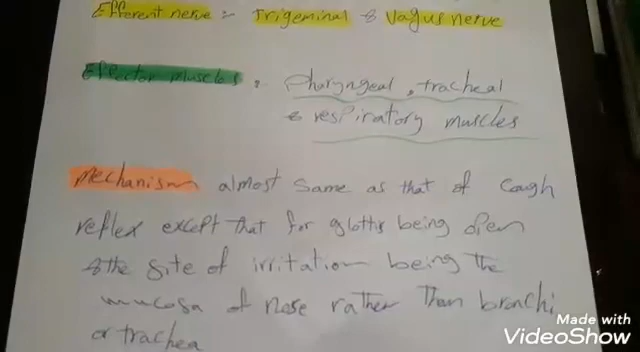 Efferent nerve :- Trigeminal & Vagus nerve
Effector muscles : Pharyngeal, tracheal
& respiratory muscles
Mechanism almost same as that of Cough
reflex except that for glottis being open
& the site of irritation being the
mucosa of nose rather than bronchi
or trachea
Made with
VideoShow